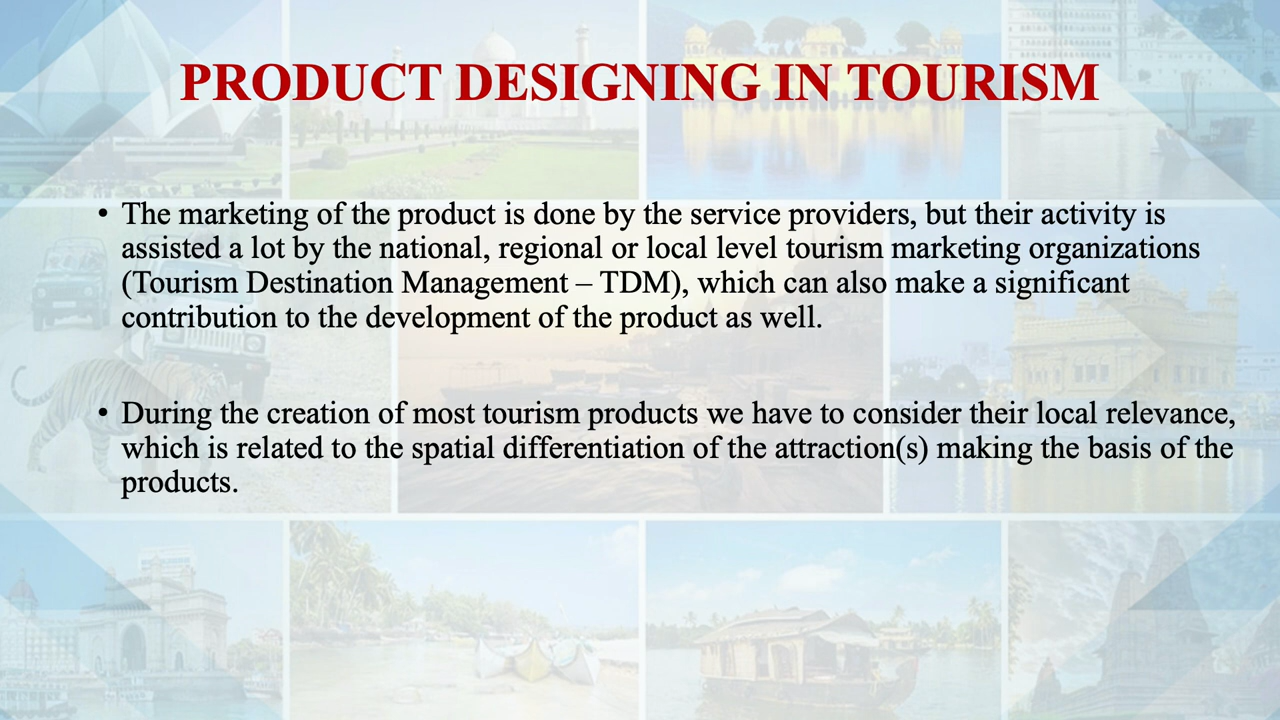 PRODUCT DESIGNING IN TOURISM
• The marketing of the product is done by the service providers, but their activity is
assisted a lot by the national, regional or local level tourism marketing organizations
(Tourism Destination Management – TDM), which can also make a significant
contribution to the development of the product as well.
• During the creation of most tourism products we have to consider their local relevance,
which is related to the spatial differentiation of the attraction(s) making the basis of the
products.